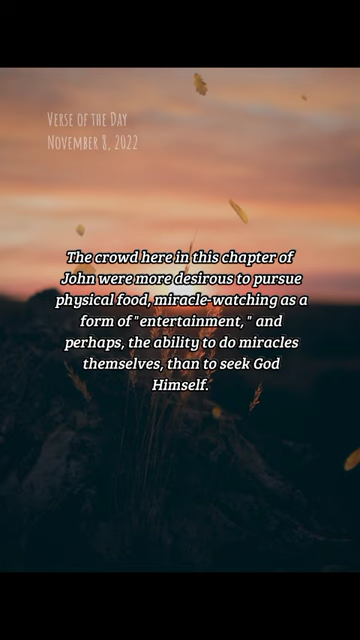 Verse of the Day
November 8, 2022
The crowd here in this chapter of
John were more desirous to pursue
physical food, miracle-watching as a
form of "entertainment," and
perhaps, the ability to do miracles
themselves, than to seek God
Himself.